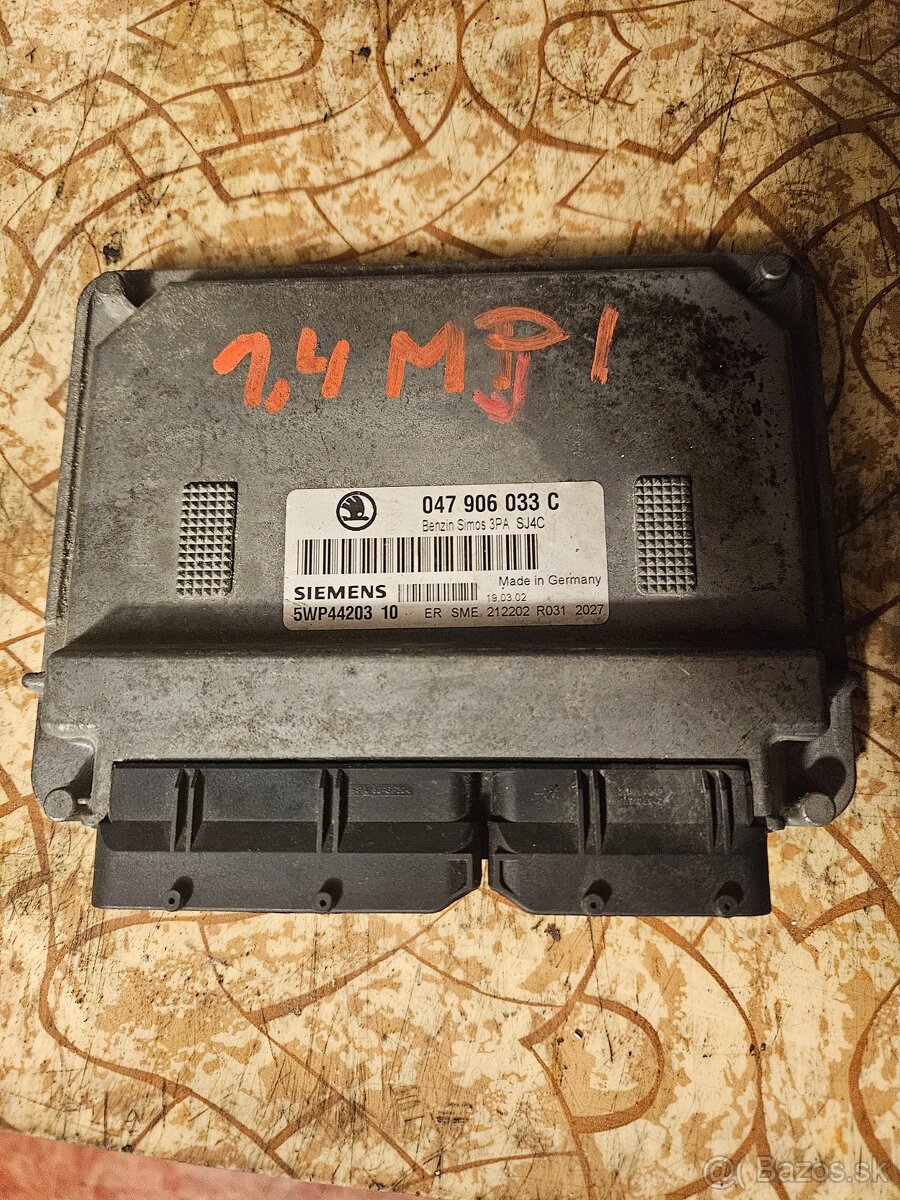 1,4 MPI
047 906 033 C
Benzin Simos 3PA SJ4C
SIEMENS
Made in Germany
19.03.02
5WP44203 10
ER SME 212202 R031 2027
Bazos.sk